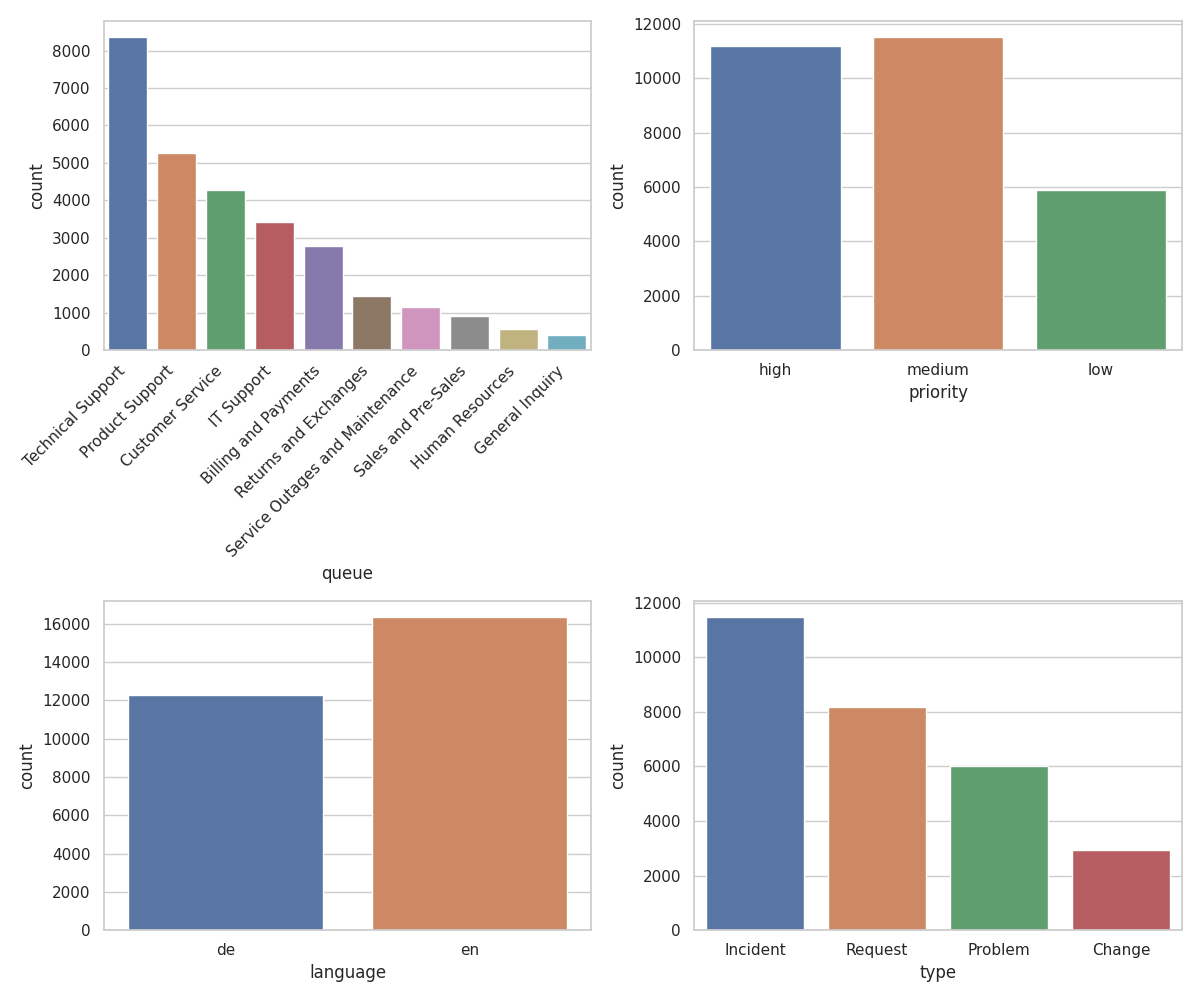 8000
7000
6000
5000
4000
3000
2000
1000
0
count
Technical Support
Product Support
Customer Service
IT Support
Billing and Payments
Returns and Exchanges
Service Outages and Maintenance
Sales and Pre-Sales
Human Resources
General Inquiry
queue
12000
10000
8000
6000
4000
2000
0
count
high medium low
priority
16000
14000
12000
10000
8000
6000
4000
2000
0
count
de en
language
12000
10000
8000
6000
4000
2000
0
count
Incident Request Problem Change
type